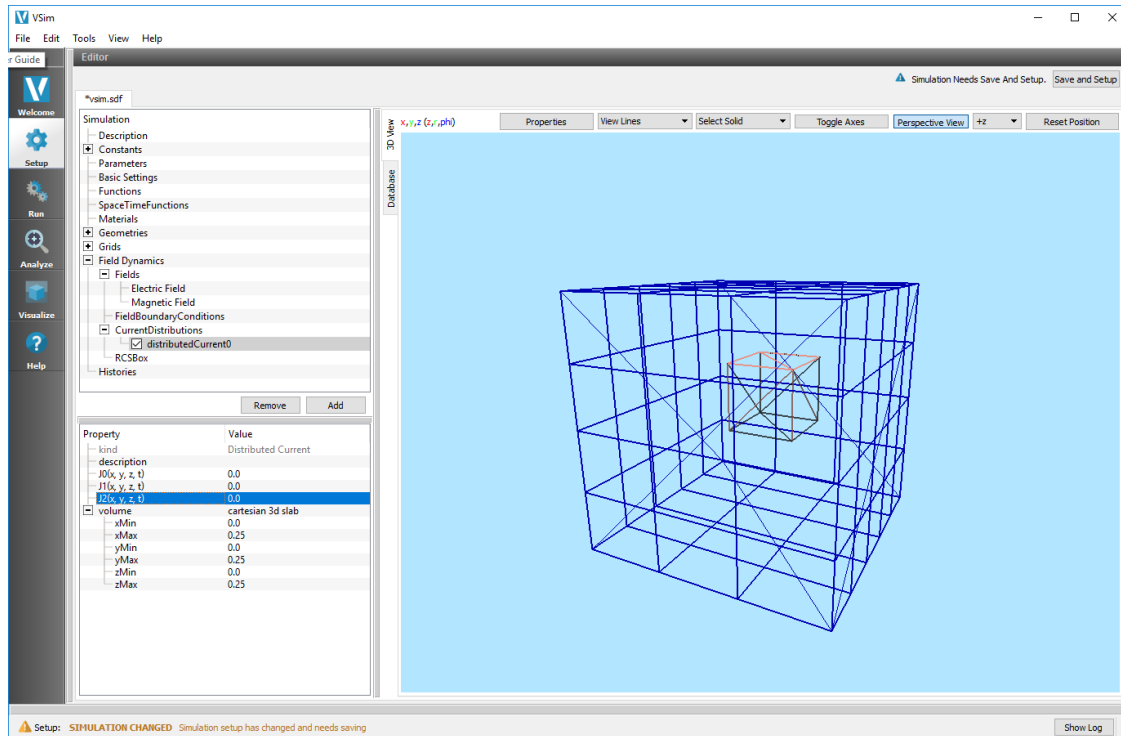 VSim
File Edit Tools View Help
er Guide
Editor
Simulation Needs Save And Setup. Save and Setup
*vsim.sdf
Welcome
Setup
Run
Analyze
Visualize
Help
Simulation
Description
Constants
Parameters
Basic Settings
Functions
SpaceTimeFunctions
Materials
Geometries
Grids
Field Dynamics
Fields
Electric Field
Magnetic Field
FieldBoundaryConditions
CurrentDistributions
distributedCurrent0
RCSBox
Histories
Remove Add
Property Value
kind Distributed Current
description
J0(x, y, z, t) 0.0
J1(x, y, z, t) 0.0
J2(x, y, z, t) 0.0
volume cartesian 3d slab
xMin 0.0
xMax 0.25
yMin 0.0
yMax 0.25
zMin 0.0
zMax 0.25
3D View
Database
x,y,z (z,r,phi) Properties View Lines Select Solid Toggle Axes Perspective View +z Reset Position
Setup: SIMULATION CHANGED Simulation setup has changed and needs saving
Show Log